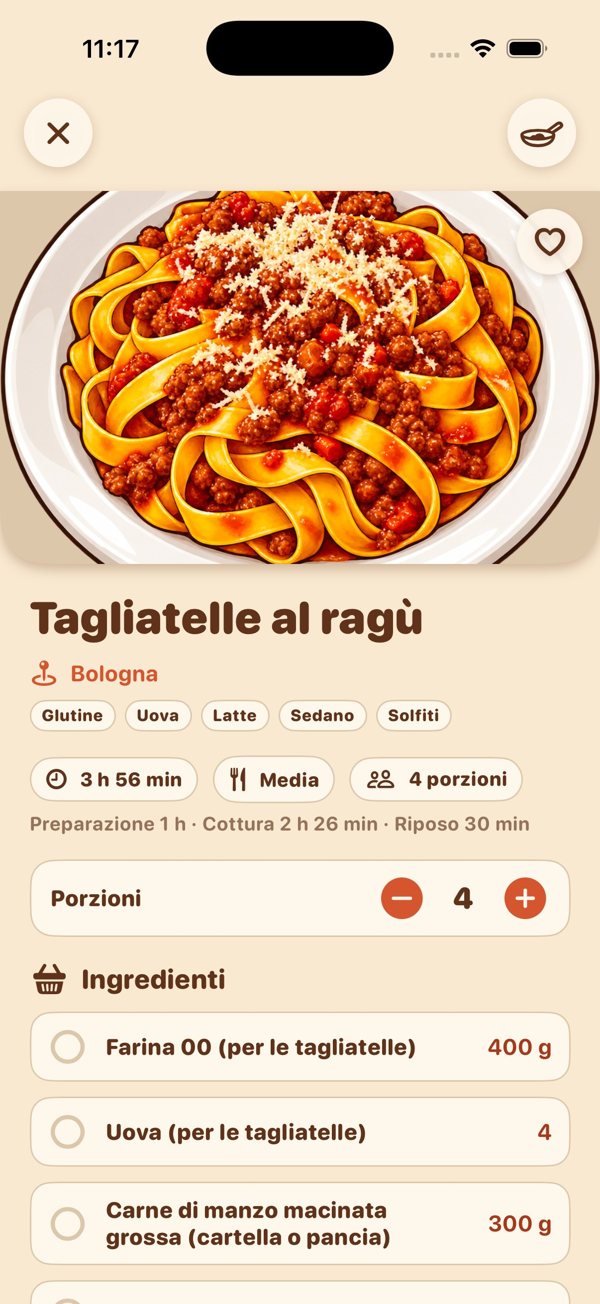 11:17
Tagliatelle al ragù
Bologna
Glutine
Uova
Latte
Sedano
Solfiti
3 h 56 min
Media
4 porzioni
Preparazione 1 h · Cottura 2 h 26 min · Riposo 30 min
Porzioni
4
Ingredienti
Farina 00 (per le tagliatelle)
400 g
Uova (per le tagliatelle)
4
Carne di manzo macinata
grossa (cartella o pancia)
300 g